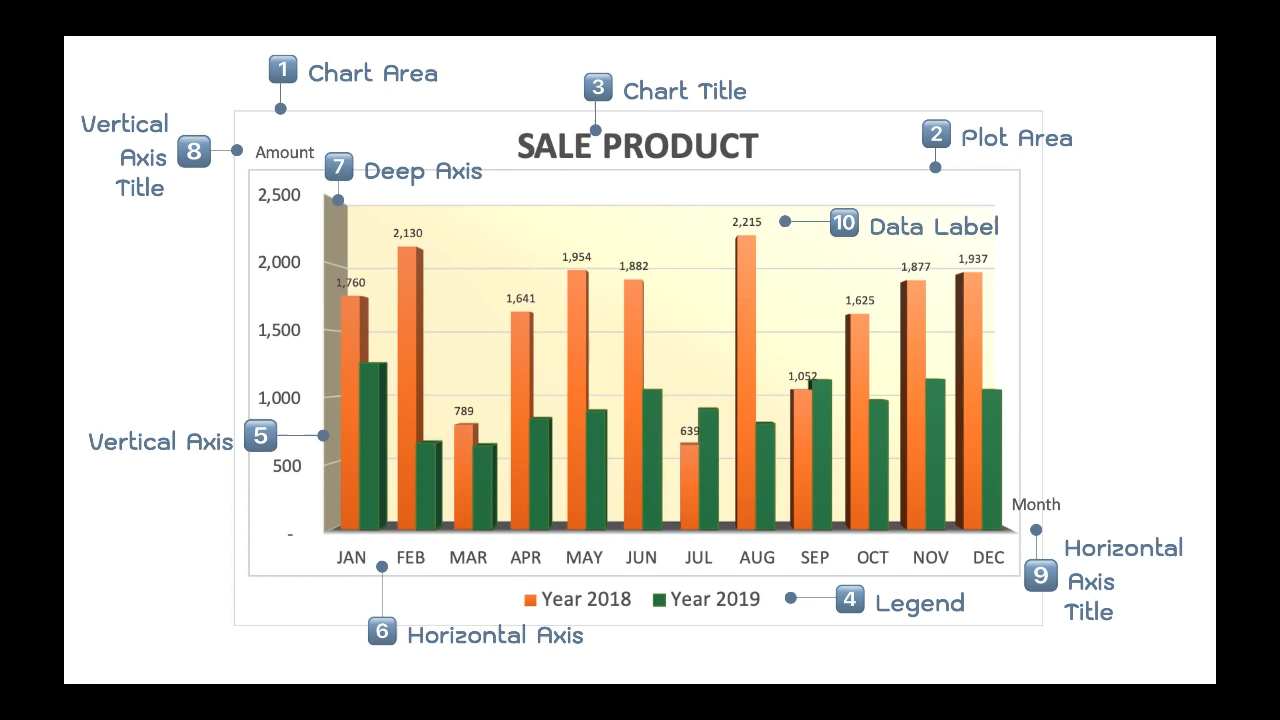 1 Chart Area
3 Chart Title
Vertical
Axis
Title
8
Amount
SALE PRODUCT
2 Plot Area
7 Deep Axis
2,500
2,000
1,500
1,000
500
-
10 Data Label
1,760
2,130
789
1,641
1,954
1,882
639
2,215
1,052
1,625
1,877
1,937
Vertical Axis 5
Month
JAN FEB MAR APR MAY JUN JUL AUG SEP OCT NOV DEC
9 Horizontal
Axis
Title
Year 2018 Year 2019
4 Legend
6 Horizontal Axis